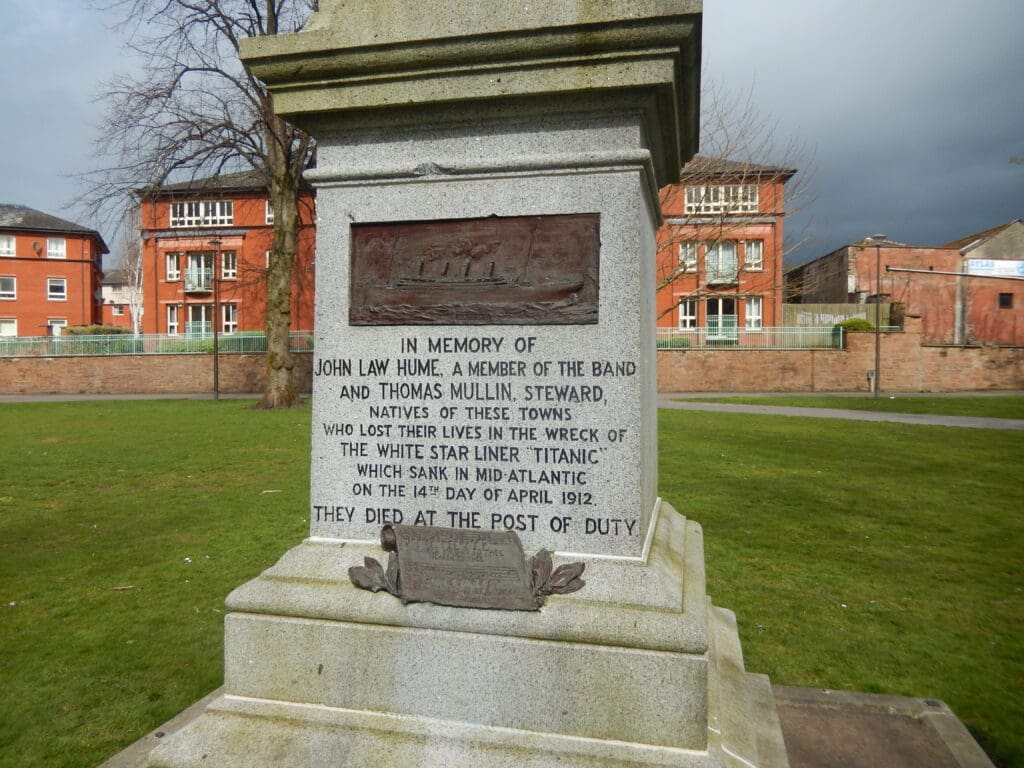 IN MEMORY OF
JOHN LAW HUME, A MEMBER OF THE BAND
AND THOMAS MULLIN, STEWARD,
NATIVES OF THESE TOWNS
WHO LOST THEIR LIVES IN THE WRECK OF
THE WHITE STAR LINER "TITANIC"
WHICH SANK IN MID-ATLANTIC
ON THE 14TH DAY OF APRIL 1912.
THEY DIED AT THE POST OF DUTY